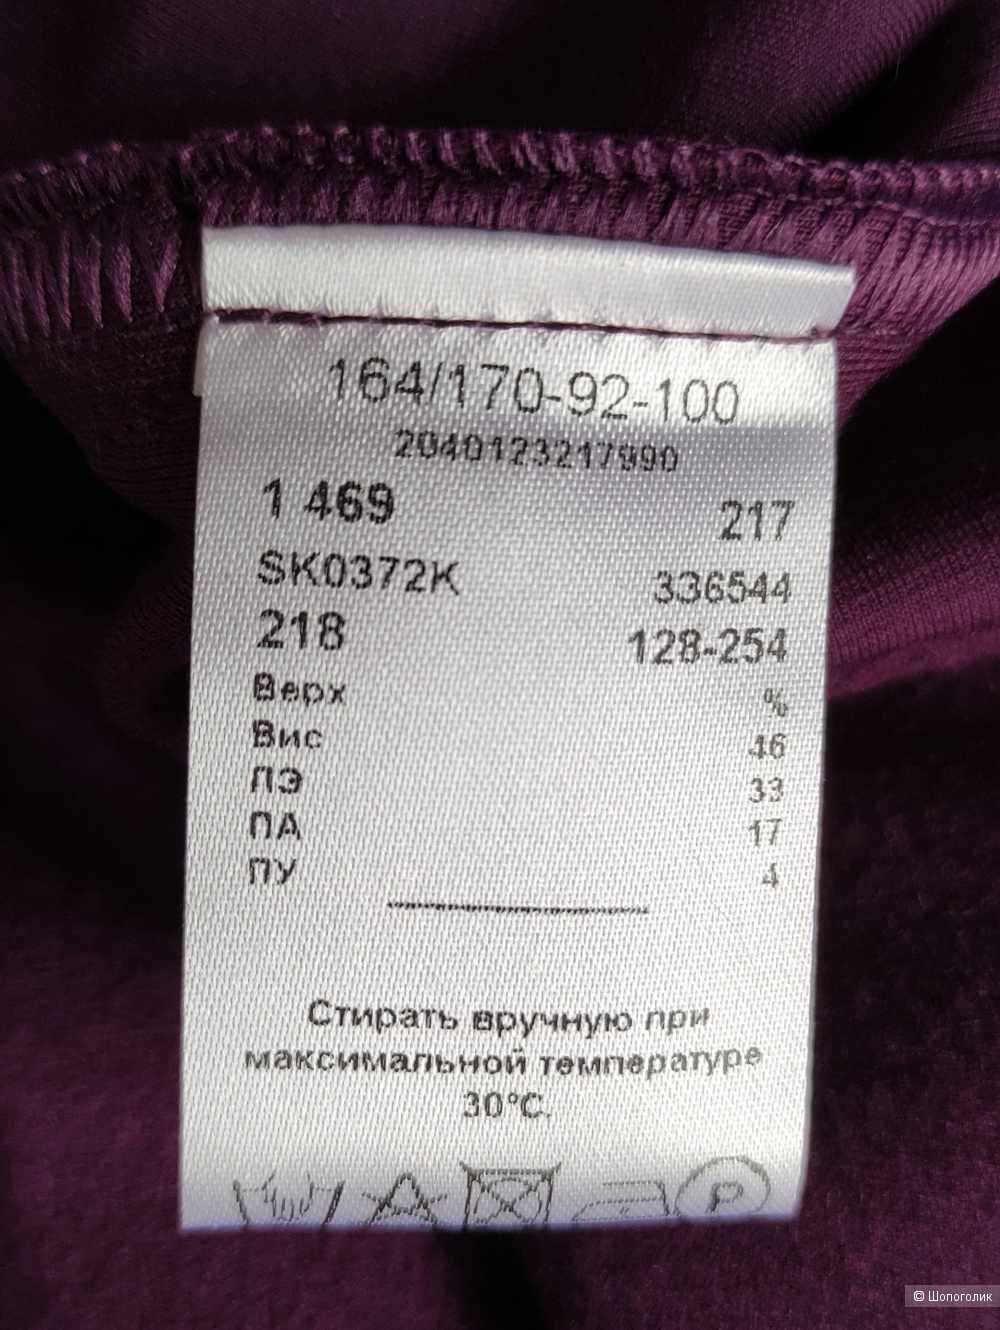 164/170-92-100
2040123217990
1 469 217
SK0372K 336544
218 128-254
Верх %
Вис 46
ПЭ 33
ПА 17
ПУ 4
Стирать вручную при
максимальной температуре
30°C.
P
© Шопоголик